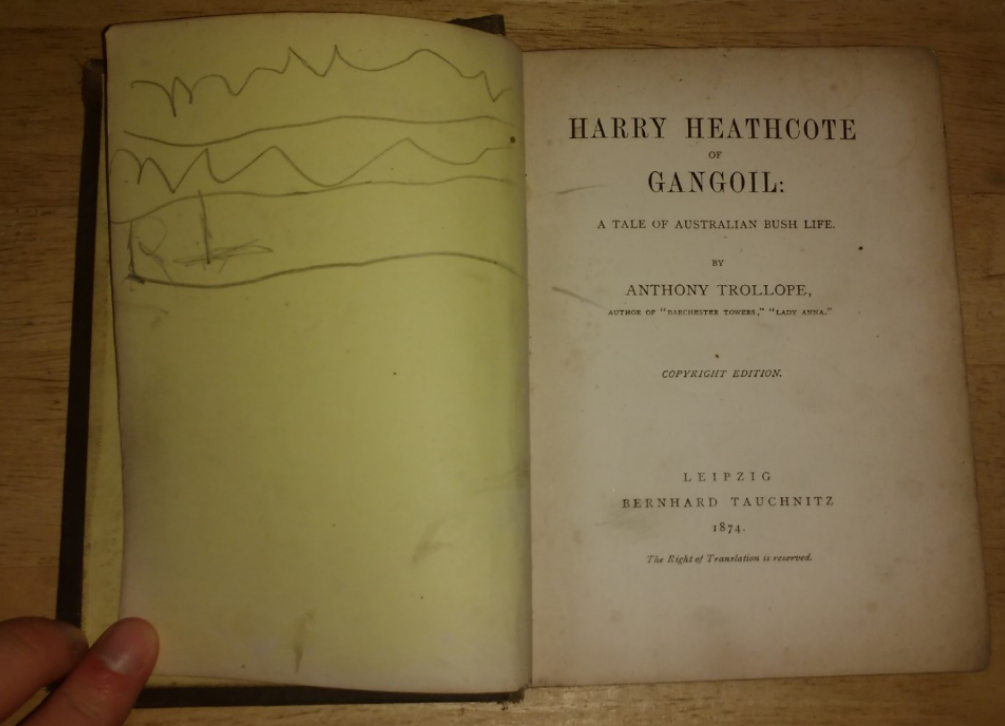 HARRY HEATHCOTE
OF
GANGOIL:
A TALE OF AUSTRALIAN BUSH LIFE.
BY
ANTHONY TROLLOPE,
AUTHOR OF "BARCHESTER TOWERS," "LADY ANNA."
COPYRIGHT EDITION.
LEIPZIG
BERNHARD TAUCHNITZ
1874.
The Right of Translation is reserved.